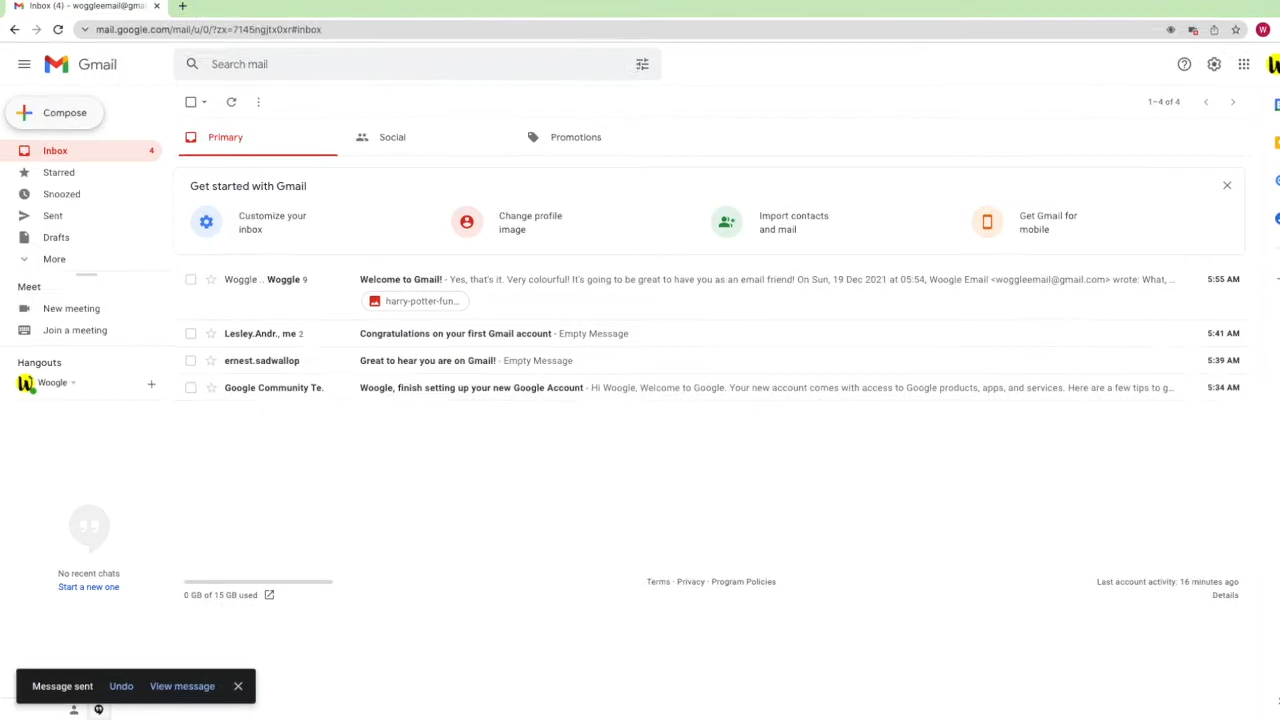 Inbox (4) - woggleemail@gma
mail.google.com/mail/u/0/?zx=7145ngjtx0xr#inbox
W
Gmail
Search mail
Compose
1–4 of 4
Primary
Social
Promotions
Inbox 4
Starred
Snoozed
Sent
Drafts
More
Meet
New meeting
Join a meeting
Hangouts
Woogle
No recent chats
Start a new one
Get started with Gmail
Customize your
inbox
Change profile
image
Import contacts
and mail
Get Gmail for
mobile
Woogle .. Woogle 9 Welcome to Gmail! - Yes, that's it. Very colourful! It's going to be great to have you as an email friend! On Sun, 19 Dec 2021 at 05:54, Woogle Email <woggleemail@gmail.com> wrote: What, ... 5:55 AM
harry-potter-fun...
Lesley.Andr., me 2 Congratulations on your first Gmail account - Empty Message 5:41 AM
ernest.sadwallop Great to hear you are on Gmail! - Empty Message 5:39 AM
Google Community Te. Woogle, finish setting up your new Google Account - Hi Woogle, Welcome to Google. Your new account comes with access to Google products, apps, and services. Here are a few tips to g... 5:34 AM
Terms · Privacy · Program Policies
Last account activity: 16 minutes ago
0 GB of 15 GB used
Details
Message sent Undo View message